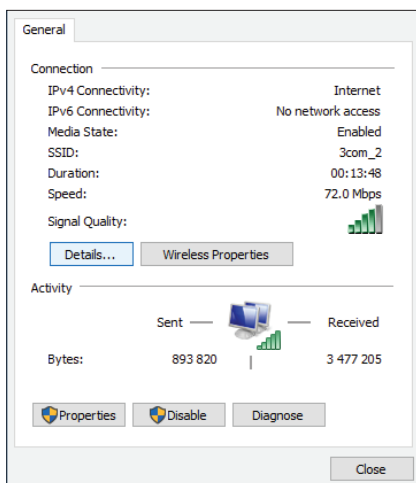 General
Connection
IPv4 Connectivity: Internet
IPv6 Connectivity: No network access
Media State: Enabled
SSID: 3com_2
Duration: 00:13:48
Speed: 72.0 Mbps
Signal Quality:
Details... Wireless Properties
Activity
Sent Received
Bytes: 893 820 3 477 205
Properties Disable Diagnose
Close